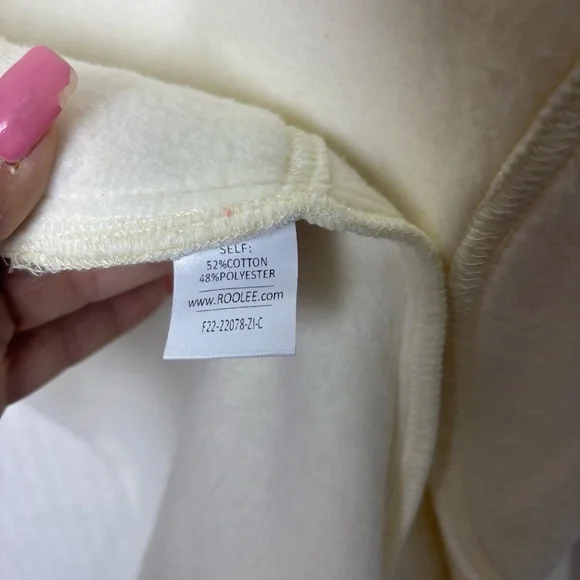 SELF:
52%COTTON
48%POLYESTER
www.ROOLEE.com
F22-22078-ZI-C